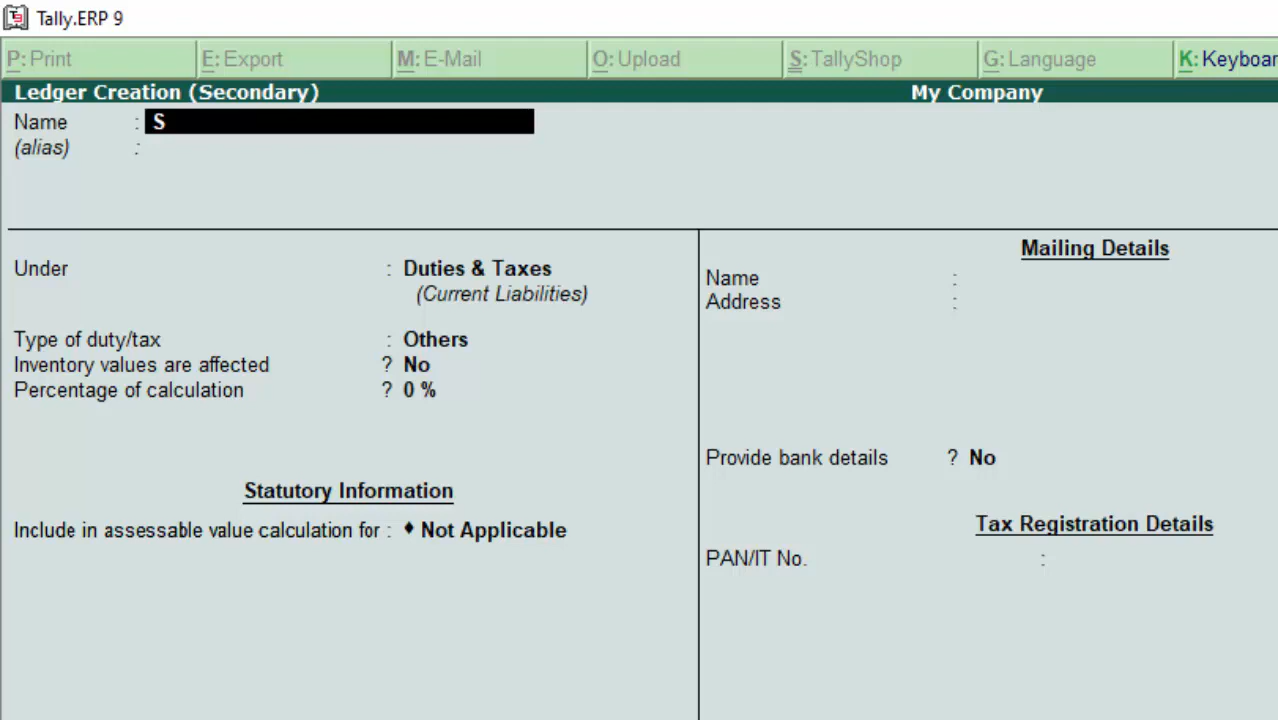 Tally.ERP 9
P: Print E: Export M: E-Mail O: Upload S: TallyShop G: Language K: Keyboar
Ledger Creation (Secondary) My Company
Name : S
(alias) :
Mailing Details
Under : Duties & Taxes
(Current Liabilities)
Name :
Address :
Type of duty/tax : Others
Inventory values are affected ? No
Percentage of calculation ? 0 %
Provide bank details ? No
Statutory Information
Include in assessable value calculation for : ♦ Not Applicable
Tax Registration Details
PAN/IT No. :